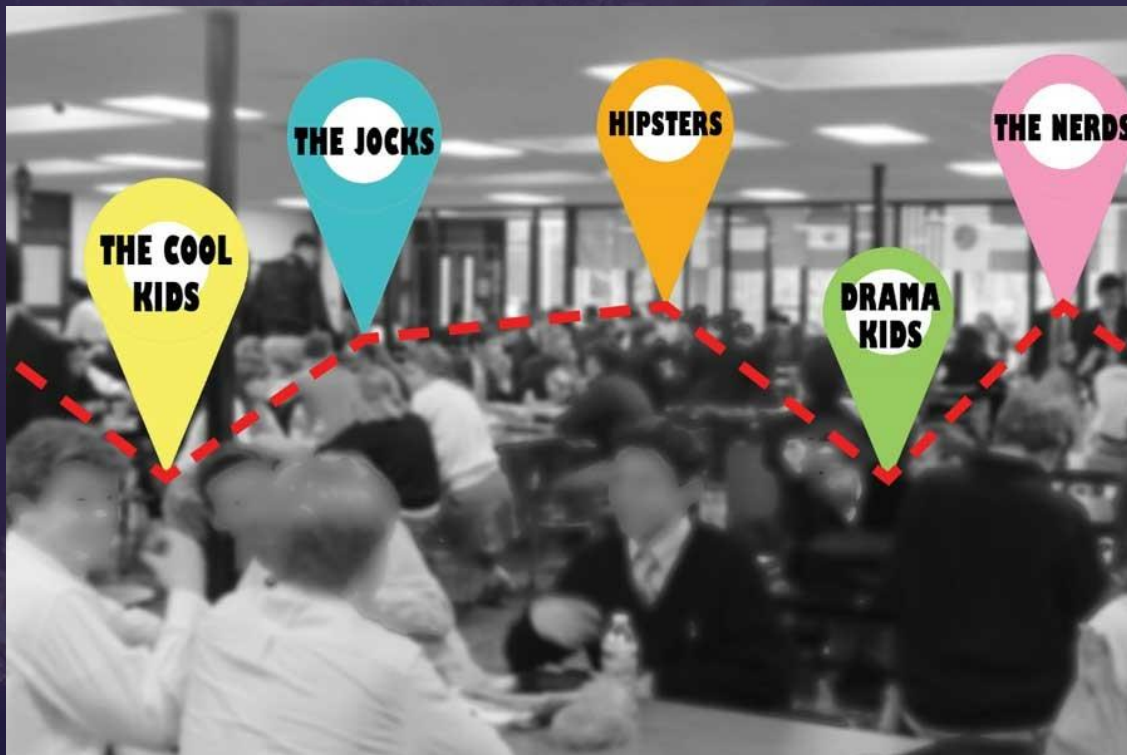 THE COOL
KIDS
THE JOCKS
HIPSTERS
DRAMA
KIDS
THE NERDS